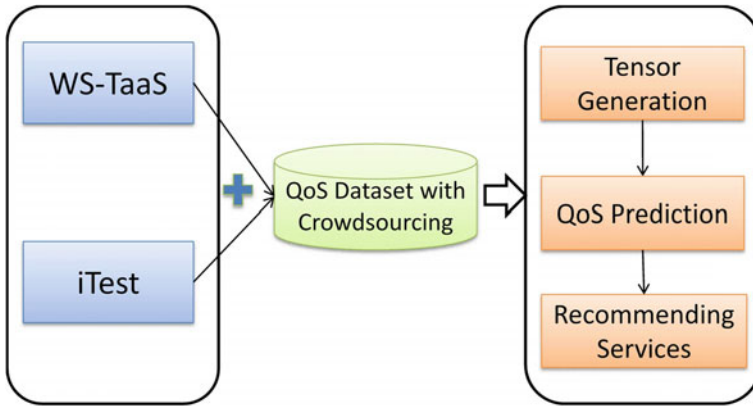 WS-TaaS
iTest
QoS Dataset with
Crowdsourcing
Tensor
Generation
QoS Prediction
Recommending
Services